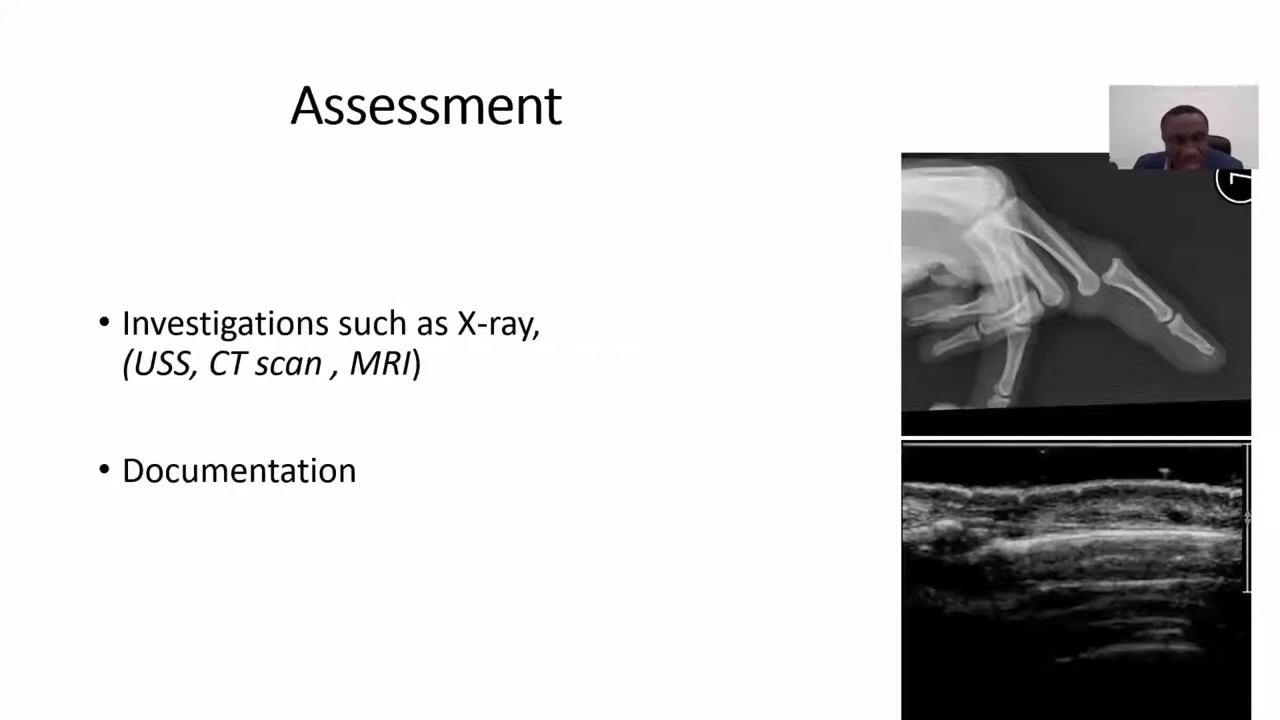 Assessment
• Investigations such as X-ray,
(USS, CT scan , MRI)
• Documentation